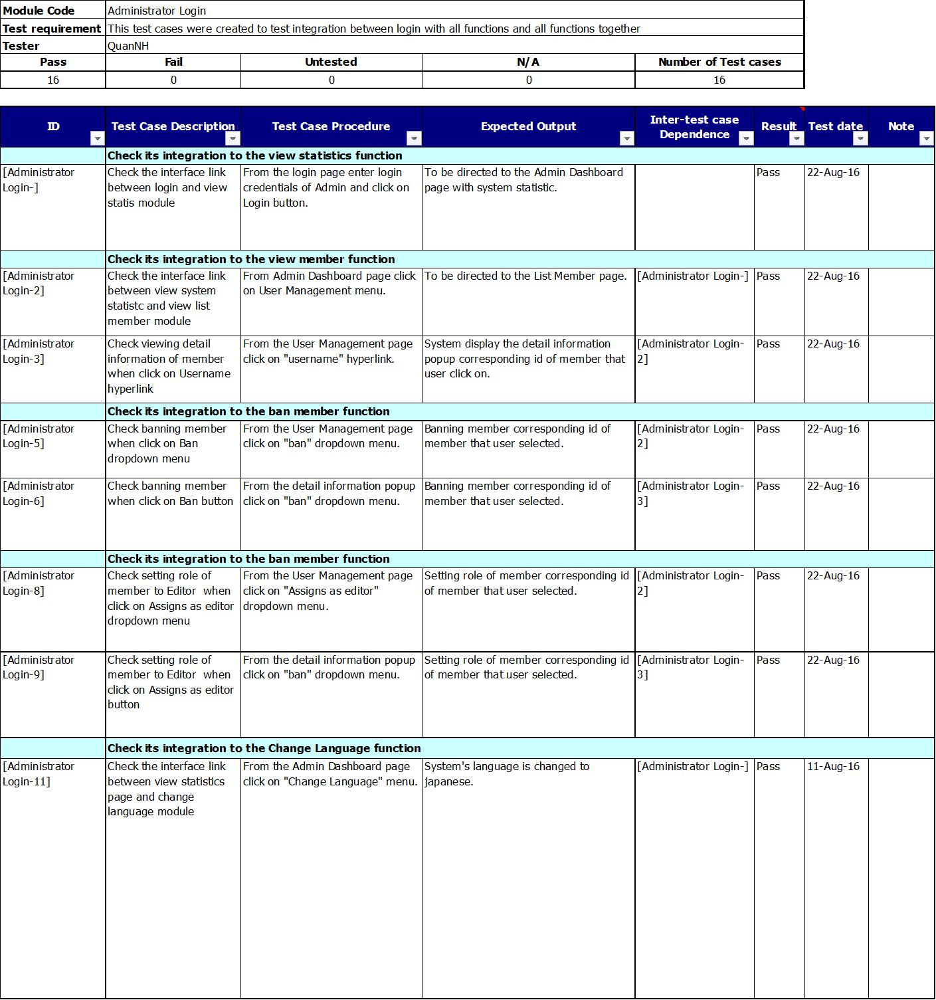 Module Code Administrator Login
Test requirement This test cases were created to test integration between login with all functions and all functions together
Tester QuanNH
Pass Fail Untested N/A Number of Test cases
16 0 0 0 16
ID Test Case Description Test Case Procedure Expected Output Inter-test case Dependence Result Test date Note
Check its integration to the view statistics function
[Administrator From the login page
Login-]
Check the interface link
between login and view
statis module
From the login page enter login
credentials of Admin and click on
Login button.
To be directed to the Admin Dashboard
page with system statistic.
Pass
22-Aug-16
Check its integration to the view member function
[Administrator
Login-2]
Check the interface link
between view system
statistc and view list
member module
From Admin Dashboard page click
on User Management menu.
To be directed to the List Member page.
[Administrator Login-]
Pass
22-Aug-16
[Administrator
Login-3]
Check viewing detail
information of member
when click on Username
hyperlink
From the User Management page
click on "username" hyperlink.
System display the detail information
popup corresponding id of member that
user click on.
[Administrator Login-
2]
Pass
22-Aug-16
Check its integration to the ban member function
[Administrator
Login-5]
Check banning member
when click on Ban
dropdown menu
From the User Management page
click on "ban" dropdown menu.
Banning member corresponding id of
member that user selected.
[Administrator Login-
2]
Pass
22-Aug-16
[Administrator
Login-6]
Check banning member
when click on Ban button
From the detail information popup
click on "ban" dropdown menu.
Banning member corresponding id of
member that user selected.
[Administrator Login-
3]
Pass
22-Aug-16
Check its integration to the ban member function
[Administrator
Login-8]
Check setting role of
member to Editor  when
click on Assigns as editor
dropdown menu
From the User Management page
click on "Assigns as editor"
dropdown menu.
Setting role of member corresponding id
of member that user selected.
[Administrator Login-
2]
Pass
22-Aug-16
[Administrator
Login-9]
Check setting role of
member to Editor  when
click on Assigns as editor
button
From the detail information popup
click on "ban" dropdown menu.
Setting role of member corresponding id
of member that user selected.
[Administrator Login-
3]
Pass
22-Aug-16
Check its integration to the Change Language function
[Administrator
Login-11]
Check the interface link
between view statistics
page and change
language module
From the Admin Dashboard page
click on "Change Language" menu.
System's language is changed to
japanese.
[Administrator Login-]
Pass
11-Aug-16